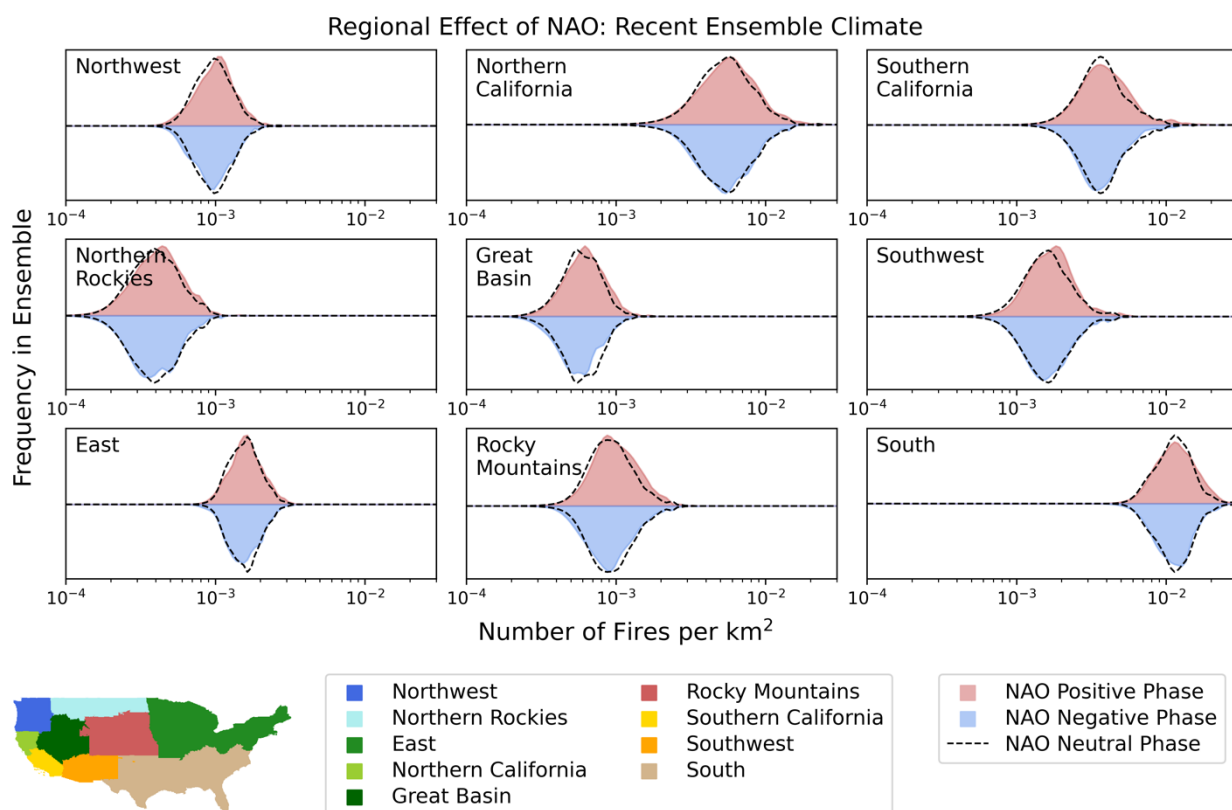 Regional Effect of NAO: Recent Ensemble Climate
Frequency in Ensemble
Northwest
10⁻⁴ 10⁻³ 10⁻²
Northern
California
10⁻⁴ 10⁻³ 10⁻²
Southern
California
10⁻⁴ 10⁻³ 10⁻²
Northern
Rockies
10⁻⁴ 10⁻³ 10⁻²
Great
Basin
10⁻⁴ 10⁻³ 10⁻²
Southwest
10⁻⁴ 10⁻³ 10⁻²
East
10⁻⁴ 10⁻³ 10⁻²
Rocky
Mountains
10⁻⁴ 10⁻³ 10⁻²
South
10⁻⁴ 10⁻³ 10⁻²
Number of Fires per km²
Northwest
Northern Rockies
East
Northern California
Great Basin
Rocky Mountains
Southern California
Southwest
South
NAO Positive Phase
NAO Negative Phase
NAO Neutral Phase